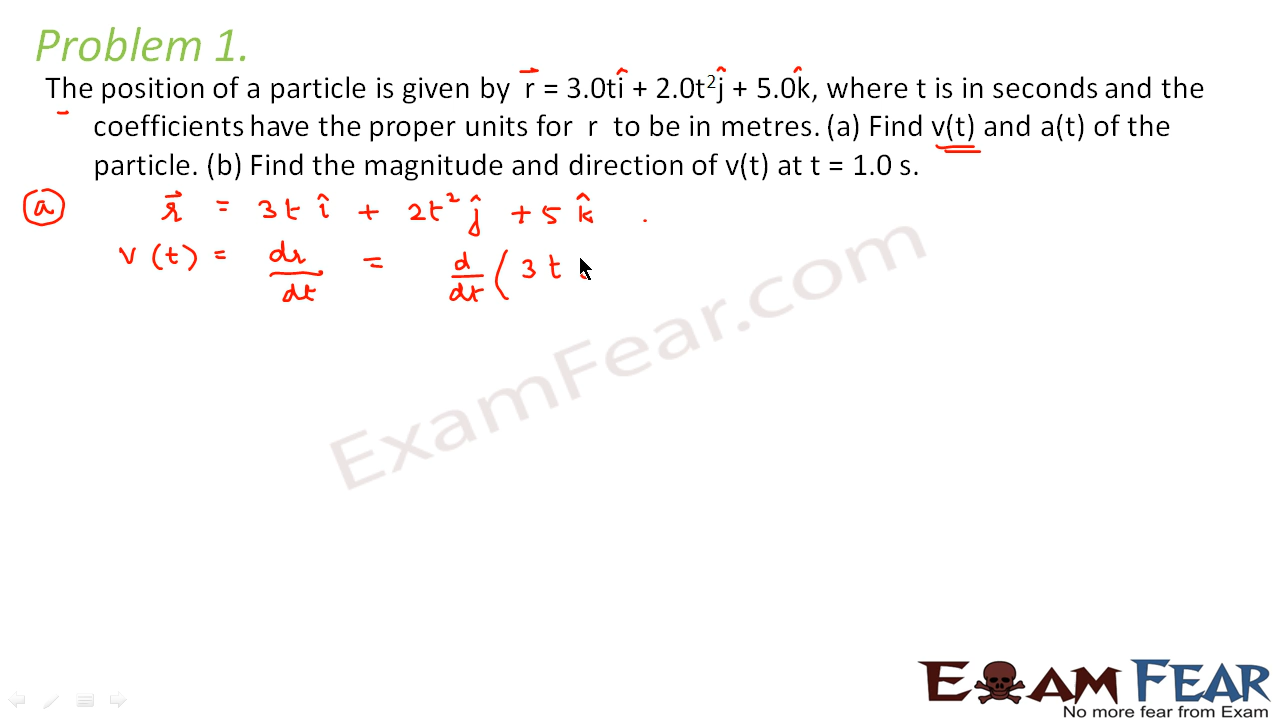 Problem 1.
The position of a particle is given by r⃗ = 3.0tî + 2.0t²ĵ + 5.0k̂, where t is in seconds and the
coefficients have the proper units for r to be in metres. (a) Find v(t) and a(t) of the
particle. (b) Find the magnitude and direction of v(t) at t = 1.0 s.
(a) r⃗ = 3t î + 2t² ĵ + 5 k̂ .
v (t) = dr/dt = d/dt ( 3 t
ExamFear.com
EXAM FEAR
No more fear from Exam